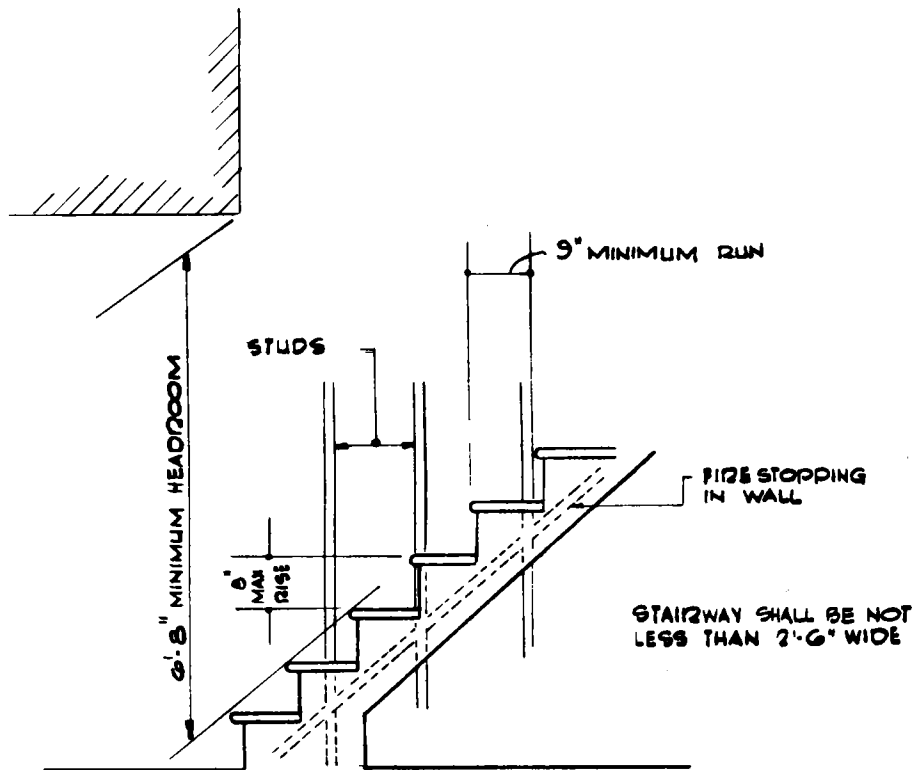 9" MINIMUM RUN
STUDS
6'-8" MINIMUM HEADROOM
FIRE STOPPING
IN WALL
8"
MAX
RISE
STAIRWAY SHALL BE NOT
LESS THAN 2'-6" WIDE